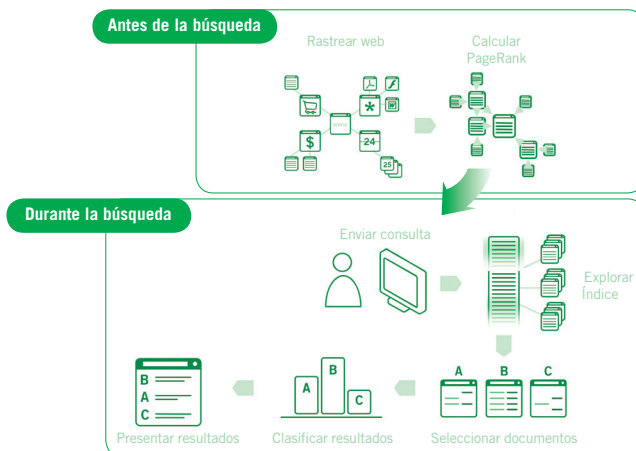 Antes de la búsqueda
Rastrear web
Calcular
PageRank
www
*
$
24
25
Durante la búsqueda
Enviar consulta
Explorar
Índice
A B C
B
A
C
A
B
C
Presentar resultados
Clasificar resultados
Seleccionar documentos